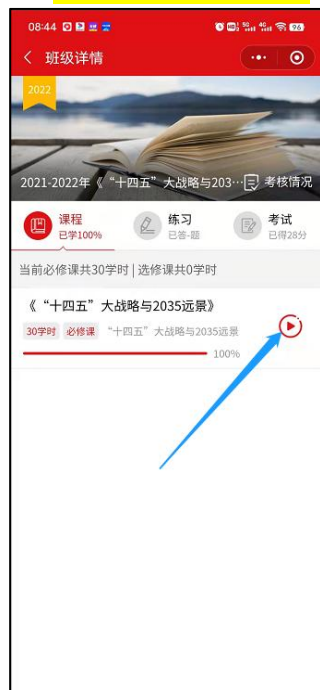 08:44
96
班级详情
2022
2021-2022年《“十四五”大战略与203… 考核情况
课程
已学100%
练习
已答-题
考试
已得28分
当前必修课共30学时 | 选修课共0学时
《“十四五”大战略与2035远景》
30学时 必修课 “十四五”大战略与2035远景
100%